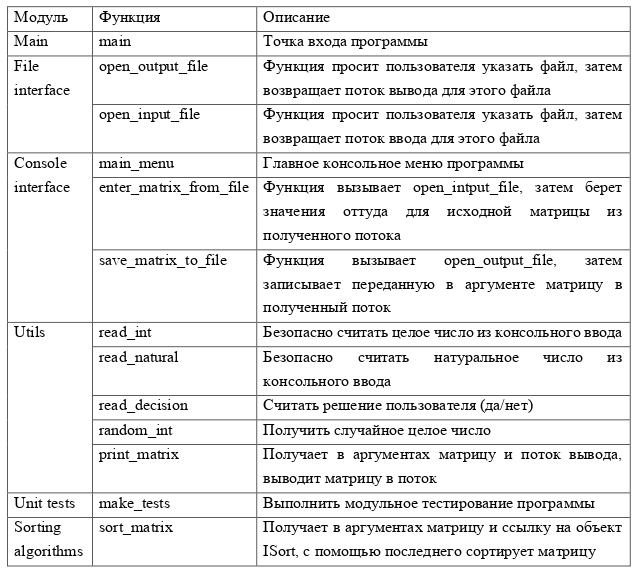 Модуль Функция Описание
Main main Точка входа программы
File interface open_output_file Функция просит пользователя указать файл, затем
возвращает поток вывода для этого файла
open_input_file Функция просит пользователя указать файл, затем
возвращает поток ввода для этого файла
Console interface main_menu Главное консольное меню программы
enter_matrix_from_file Функция вызывает open_intput_file, затем берет
значения оттуда для исходной матрицы из
полученного потока
save_matrix_to_file Функция вызывает open_output_file, затем
записывает переданную в аргументе матрицу в
полученный поток
Utils read_int Безопасно считать целое число из консольного ввода
read_natural Безопасно считать натуральное число из
консольного ввода
read_decision Считать решение пользователя (да/нет)
random_int Получить случайное целое число
print_matrix Получает в аргументах матрицу и поток вывода,
выводит матрицу в поток
Unit tests make_tests Выполнить модульное тестирование программы
Sorting algorithms sort_matrix Получает в аргументах матрицу и ссылку на объект
ISort, с помощью последнего сортирует матрицу